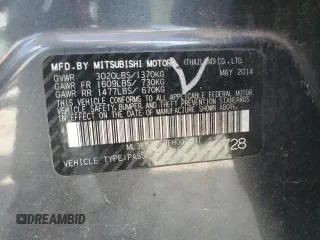 MFD.BY MITSUBISHI MOTORS (THAILAND) CO., LTD.
GVWR 3020LBS/1370KG MAY 2014
GAWR FR 1609LBS/ 730KG
GAWR RR 1477LBS/ 670KG
THIS VEHICLE CONFORMS TO ALL APPLICABLE FEDERAL
MOTOR VEHICLE SAFETY, BUMPER, AND THEFT PREVENTION
STANDARDS IN EFFECT ON THE DATE OF
MANUFACTURE SHOWN ABOVE.
728
VEHICLE TYPE:
DREAMBID